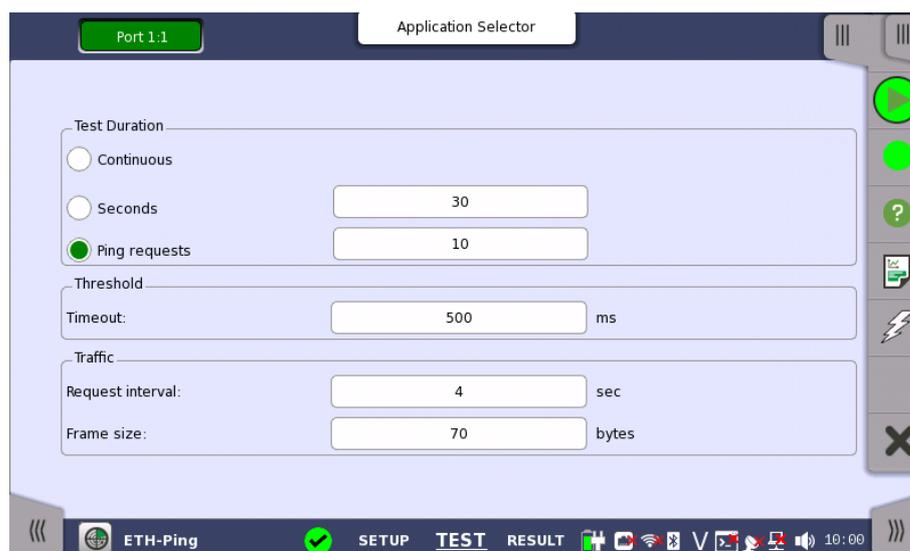 Port 1:1
Application Selector
Test Duration
Continuous
Seconds 30
Ping requests 10
Threshold
Timeout: 500 ms
Traffic
Request interval: 4 sec
Frame size: 70 bytes
ETH-Ping SETUP TEST RESULT V 10:00